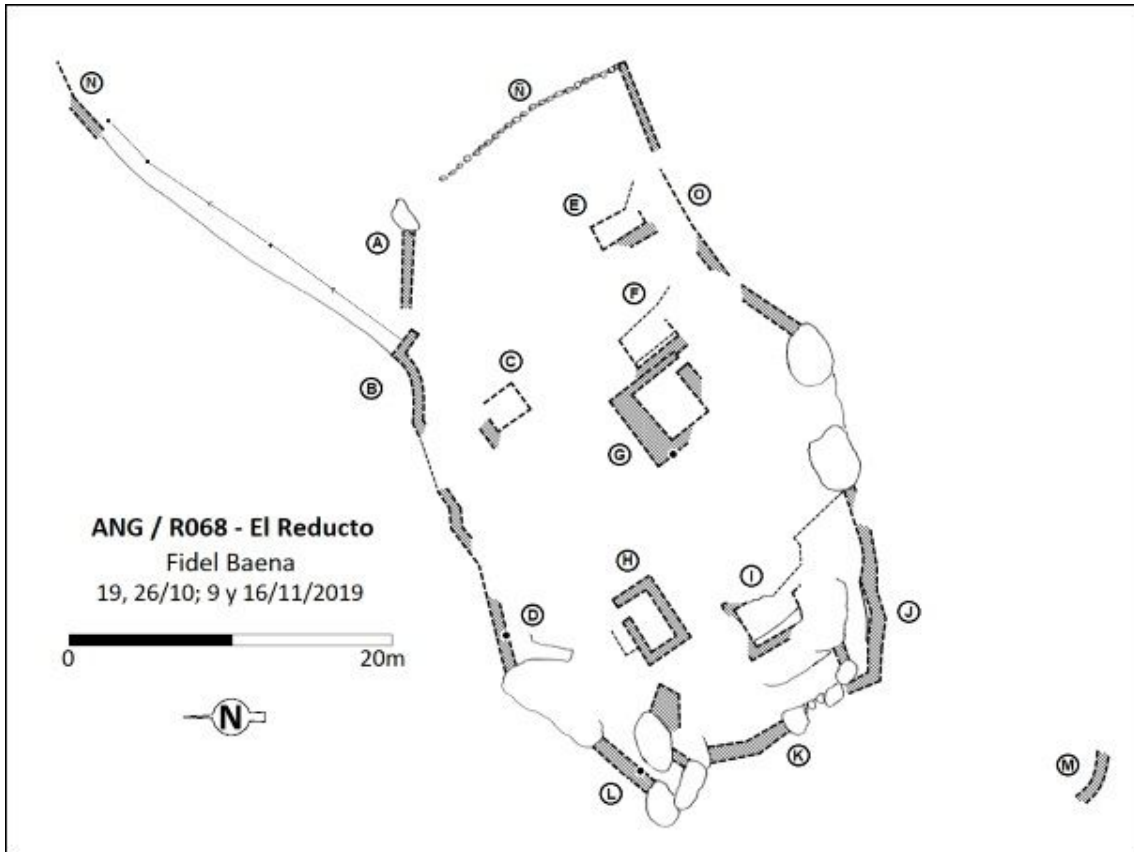 N
Ñ
A
E
O
F
B
C
G
ANG / R068 - El Reducto
Fidel Baena
19, 26/10; 9 y 16/11/2019
0 20m
N
H
I
D
J
K
L
M